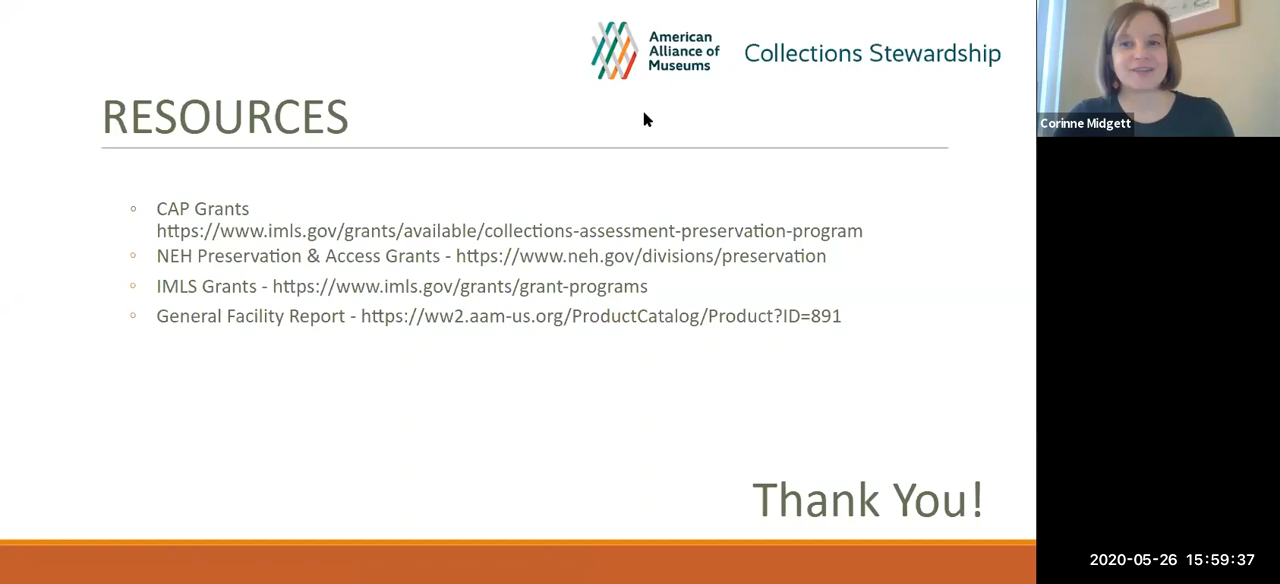 American
Alliance of
Museums
Collections Stewardship
RESOURCES
Corinne Midgett
◦ CAP Grants
https://www.imls.gov/grants/available/collections-assessment-preservation-program
◦ NEH Preservation & Access Grants - https://www.neh.gov/divisions/preservation
◦ IMLS Grants - https://www.imls.gov/grants/grant-programs
◦ General Facility Report - https://ww2.aam-us.org/ProductCatalog/Product?ID=891
Thank You!
2020-05-26 15:59:37